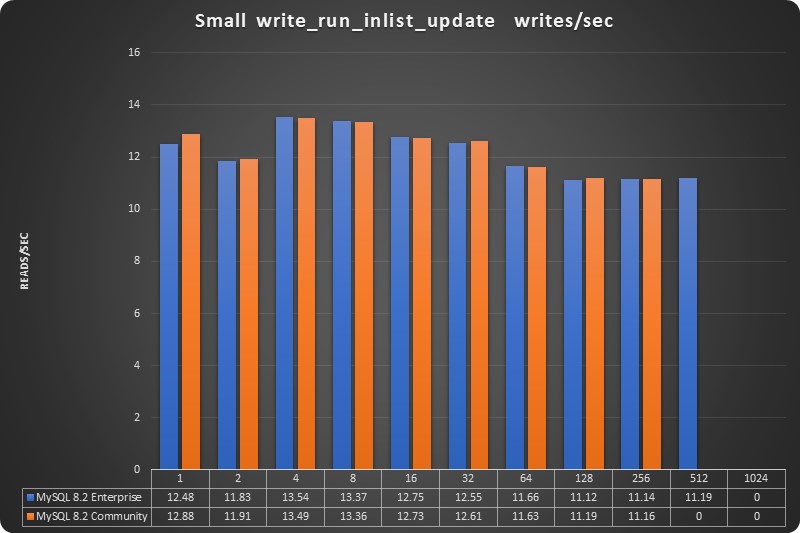 Small write_run_inlist_update writes/sec
16
14
12
10
8
6
4
2
0
READS/SEC
1 2 4 8 16 32 64 128 256 512 1024
MySQL 8.2 Enterprise 12.48 11.83 13.54 13.37 12.75 12.55 11.66 11.12 11.14 11.19 0
MySQL 8.2 Community 12.88 11.91 13.49 13.36 12.73 12.61 11.63 11.19 11.16 0 0